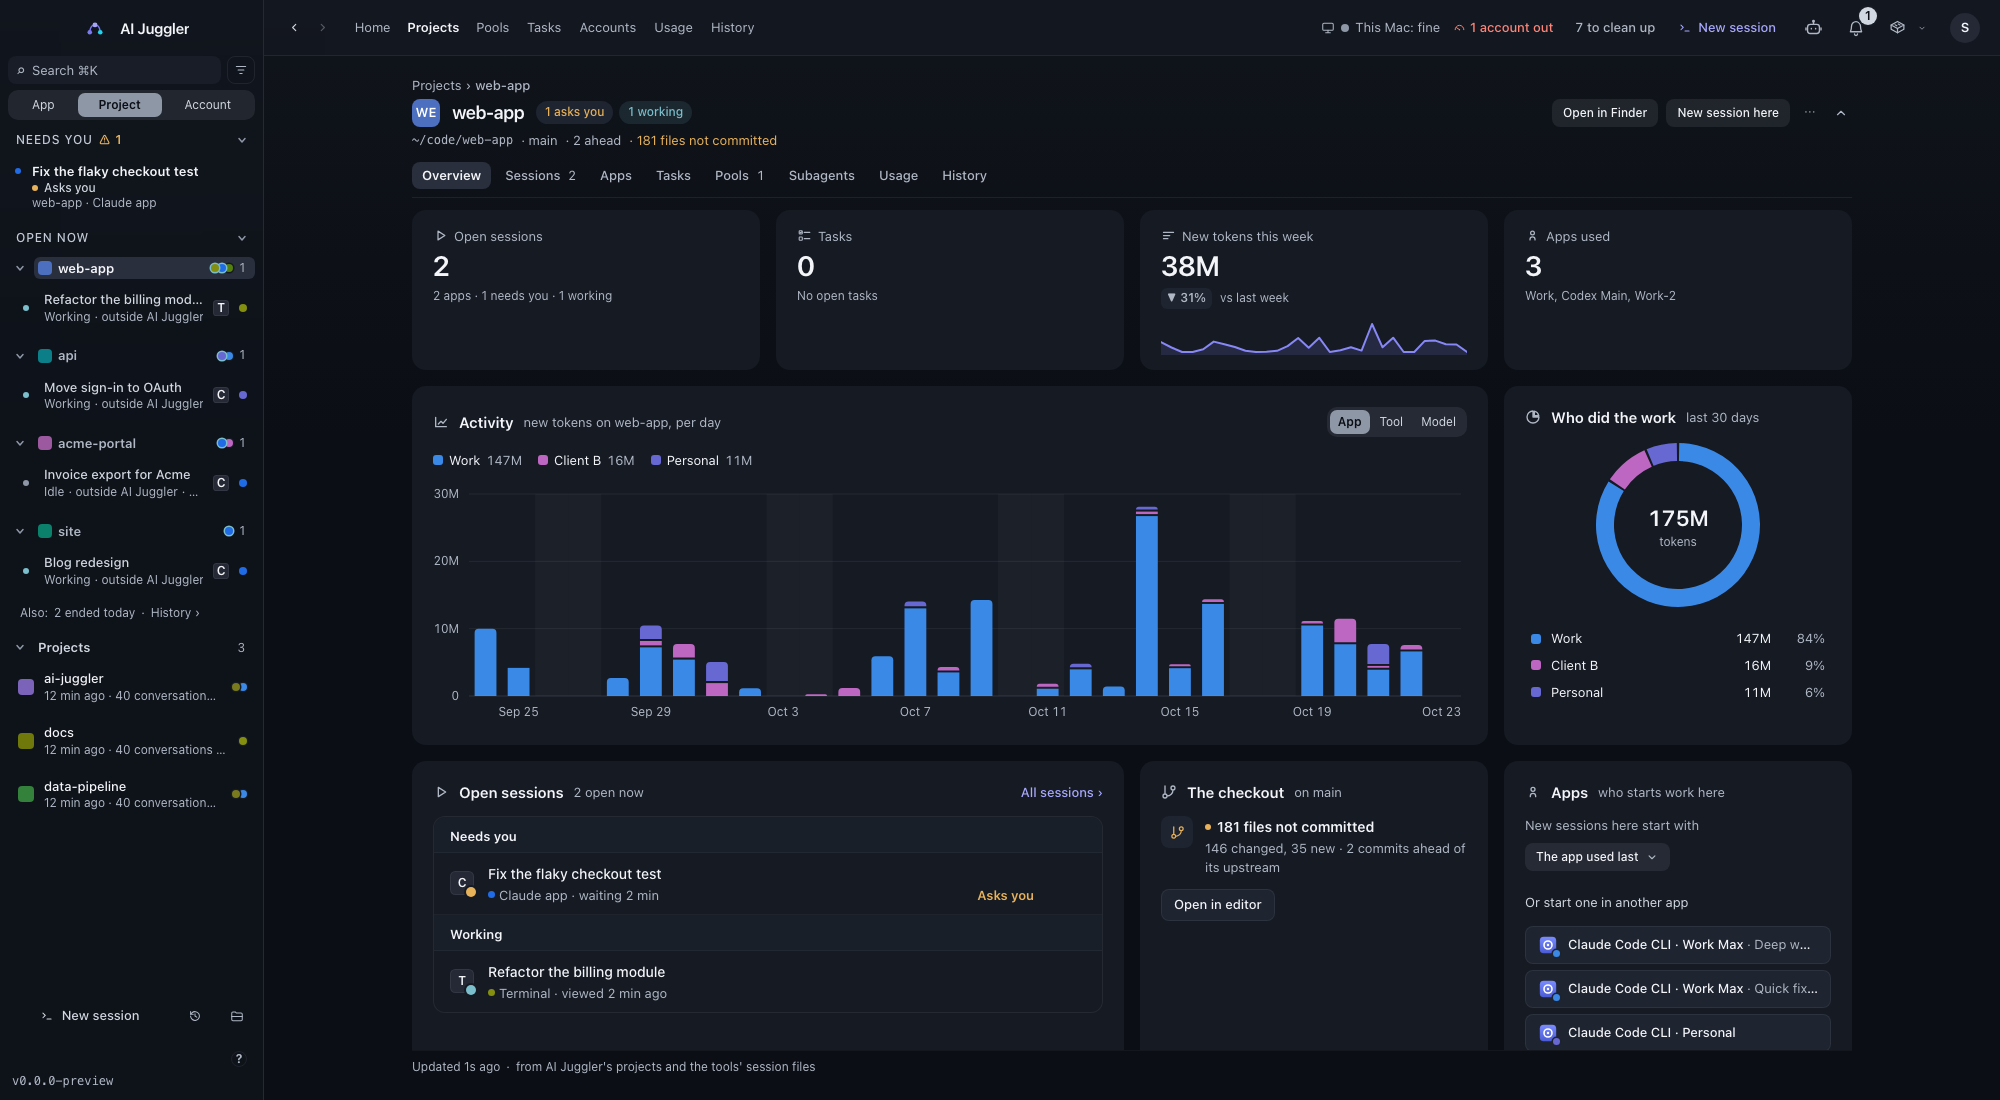 AI Juggler
Search ⌘K
App Project Account
NEEDS YOU 1
Fix the flaky checkout test
Asks you
web-app · Claude app
OPEN NOW
web-app 1
Refactor the billing mod... T
Working · outside AI Juggler
api 1
Move sign-in to OAuth C
Working · outside AI Juggler
acme-portal 1
Invoice export for Acme C
Idle · outside AI Juggler · ...
site 1
Blog redesign C
Working · outside AI Juggler
Also: 2 ended today · History ›
Projects 3
ai-juggler
12 min ago · 40 conversation...
docs
12 min ago · 40 conversations ...
data-pipeline
12 min ago · 40 conversation...
New session
?
v0.0.0-preview
Home Projects Pools Tasks Accounts Usage History
This Mac: fine 1 account out 7 to clean up New session 1 S
Projects › web-app
WE web-app 1 asks you 1 working
Open in Finder New session here ...
~/code/web-app · main · 2 ahead · 181 files not committed
Overview Sessions 2 Apps Tasks Pools 1 Subagents Usage History
Open sessions
2
2 apps · 1 needs you · 1 working
Tasks
0
No open tasks
New tokens this week
38M
▼ 31% vs last week
Apps used
3
Work, Codex Main, Work-2
Activity new tokens on web-app, per day
App Tool Model
Work 147M Client B 16M Personal 11M
30M
20M
10M
0
Sep 25 Sep 29 Oct 3 Oct 7 Oct 11 Oct 15 Oct 19 Oct 23
Who did the work last 30 days
175M
tokens
Work 147M 84%
Client B 16M 9%
Personal 11M 6%
Open sessions 2 open now All sessions ›
Needs you
C Fix the flaky checkout test
Claude app · waiting 2 min Asks you
Working
T Refactor the billing module
Terminal · viewed 2 min ago
The checkout on main
181 files not committed
146 changed, 35 new · 2 commits ahead of
its upstream
Open in editor
Apps who starts work here
New sessions here start with
The app used last
Or start one in another app
Claude Code CLI · Work Max · Deep w...
Claude Code CLI · Work Max · Quick fix...
Claude Code CLI · Personal
Updated 1s ago · from AI Juggler's projects and the tools' session files